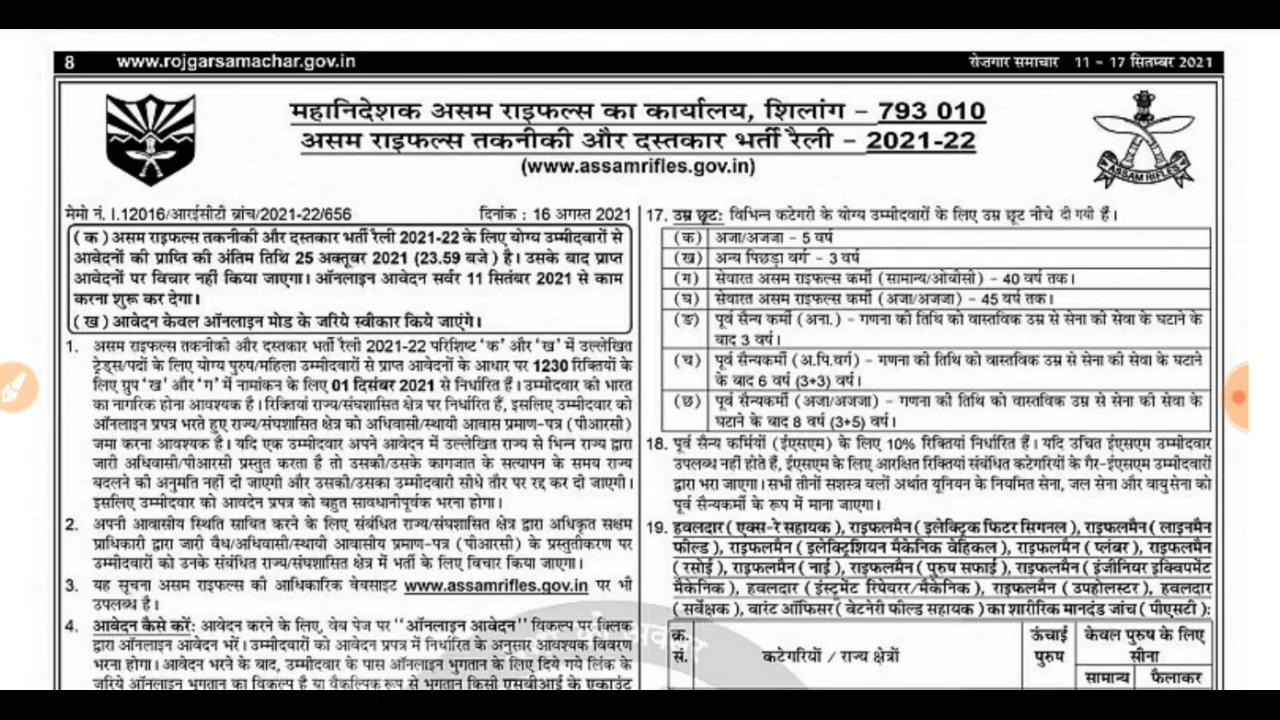 8 www.rojgarsamachar.gov.in रोज़गार समाचार 11 - 17 सितम्बर 2021
महानिदेशक असम राइफल्स का कार्यालय, शिलांग - 793 010
असम राइफल्स तकनीकी और दस्तकार भर्ती रैली - 2021-22
(www.assamrifles.gov.in)
ASSAM RIFLES
मेमो नं. I.12016/आरईसीटी ब्रांच/2021-22/656 दिनांक : 16 अगस्त 2021
(क) असम राइफल्स तकनीकी और दस्तकार भर्ती रैली 2021-22 के लिए योग्य उम्मीदवारों से
आवेदनों की प्राप्ति की अंतिम तिथि 25 अक्तूबर 2021 (23.59 बजे) है। उसके बाद प्राप्त
आवेदनों पर विचार नहीं किया जाएगा। ऑनलाइन आवेदन सर्वर 11 सितंबर 2021 से काम
करना शुरू कर देगा।
(ख) आवेदन केवल ऑनलाइन मोड के जरिये स्वीकार किये जाएंगे।
1. असम राइफल्स तकनीकी और दस्तकार भर्ती रैली 2021-22 परिशिष्ट 'क' और 'ख' में उल्लेखित
ट्रेड्स/पदों के लिए योग्य पुरुष/महिला उम्मीदवारों से प्राप्त आवेदनों के आधार पर 1230 रिक्तियों के
लिए ग्रुप 'ख' और 'ग' में नामांकन के लिए 01 दिसंबर 2021 से निर्धारित हैं। उम्मीदवार को भारत
का नागरिक होना आवश्यक है। रिक्तियां राज्य/संघशासित क्षेत्र पर निर्धारित हैं, इसलिए उम्मीदवार को
ऑनलाइन प्रपत्र भरते हुए राज्य/संघशासित क्षेत्र को अधिवासी/स्थायी आवास प्रमाण-पत्र (पीआरसी)
जमा करना आवश्यक है। यदि एक उम्मीदवार अपने आवेदन में उल्लेखित राज्य से भिन्न राज्य द्वारा
जारी अधिवासी/पीआरसी प्रस्तुत करता है तो उसकी/उसके कागजात के सत्यापन के समय राज्य
बदलने की अनुमति नहीं दी जाएगी और उसकी/उसका उम्मीदवारी सीधे तौर पर रद्द कर दी जाएगी।
इसलिए उम्मीदवार को आवदेन प्रपत्र को बहुत सावधानीपूर्वक भरना होगा।
2. अपनी आवासीय स्थिति साबित करने के लिए संबंधित राज्य/संघशासित क्षेत्र द्वारा अधिकृत सक्षम
प्राधिकारी द्वारा जारी वैध/अधिवासी/स्थायी आवासीय प्रमाण-पत्र (पीआरसी) के प्रस्तुतीकरण पर
उम्मीदवारों को उनके संबंधित राज्य/संघशासित क्षेत्र में भर्ती के लिए विचार किया जाएगा।
3. यह सूचना असम राइफल्स की आधिकारिक वेबसाइट www.assamrifles.gov.in पर भी
उपलब्ध है।
4. आवेदन कैसे करें: आवेदन करने के लिए, वेब पेज पर "ऑनलाइन आवेदन" विकल्प पर क्लिक
द्वारा ऑनलाइन आवेदन भरें। उम्मीदवारों को आवेदन प्रपत्र में निर्धारित के अनुसार आवश्यक विवरण
भरना होगा। आवेदन भरने के बाद, उम्मीदवार के पास ऑनलाइन भुगतान के लिए दिये गये लिंक के
जरिये ऑनलाइन भुगतान का विकल्प है या वैकल्पिक रूप से भुगतान किसी एसबीआई के एकाउंट
17. उम्र छूट: विभिन्न कटेगरी के योग्य उम्मीदवारों के लिए उम्र छूट नीचे दी गयी हैं।
(क) अजा/अजजा - 5 वर्ष
(ख) अन्य पिछड़ा वर्ग - 3 वर्ष
(ग) सेवारत असम राइफल्स कर्मी (सामान्य/ओबीसी) - 40 वर्ष तक।
(घ) सेवारत असम राइफल्स कर्मी (अजा/अजजा) - 45 वर्ष तक।
(ङ) पूर्व सैन्य कर्मी (अना.) - गणना की तिथि को वास्तविक उम्र से सेना की सेवा के घटाने के
बाद 3 वर्ष।
(च) पूर्व सैन्यकर्मी (अ.पि.वर्ग) - गणना की तिथि को वास्तविक उम्र से सेना की सेवा के घटाने
के बाद 6 वर्ष (3+3) वर्ष।
(छ) पूर्व सैन्यकर्मी (अजा/अजजा) - गणना की तिथि को वास्तविक उम्र से सेना की सेवा के
घटाने के बाद 8 वर्ष (3+5) वर्ष।
18. पूर्व सैन्य कर्मियों (ईएसएम) के लिए 10% रिक्तियां निर्धारित हैं। यदि उचित ईएसएम उम्मीदवार
उपलब्ध नहीं होते हैं, ईएसएम के लिए आरक्षित रिक्तियां संबंधित कटेगरियों के गैर-ईएसएम उम्मीदवारों
द्वारा भरा जाएगा। सभी तीनों सशस्त्र बलों अर्थात यूनियन के नियमित सेना, जल सेना और वायु सेना को
पूर्व सैन्यकर्मी के रूप में माना जाएगा।
19. हवलदार (एक्स-रे सहायक), राइफलमैन (इलेक्ट्रिक फिटर सिगनल), राइफलमैन (लाइनमैन
फील्ड), राइफलमैन (इलेक्ट्रिशियन मैकेनिक वेहिकल), राइफलमैन (प्लंबर), राइफलमैन
(रसोई), राइफलमैन (नाई), राइफलमैन (पुरुष सफाई), राइफलमैन (इंजीनियर इक्विपमेंट
मैकेनिक), हवलदार (इंस्ट्रूमेंट रिपेयरर/मैकेनिक), राइफलमैन (उपहोलस्टर), हवलदार
(सर्वेक्षक), वारंट ऑफिसर (वेटनेरी फील्ड सहायक) का शारीरिक मानदंड जांच (पीएसटी) :
क्र. सं. कटेगरियों / राज्य क्षेत्रों ऊंचाई पुरुष केवल पुरुष के लिए सीना
सामान्य फैलाकर